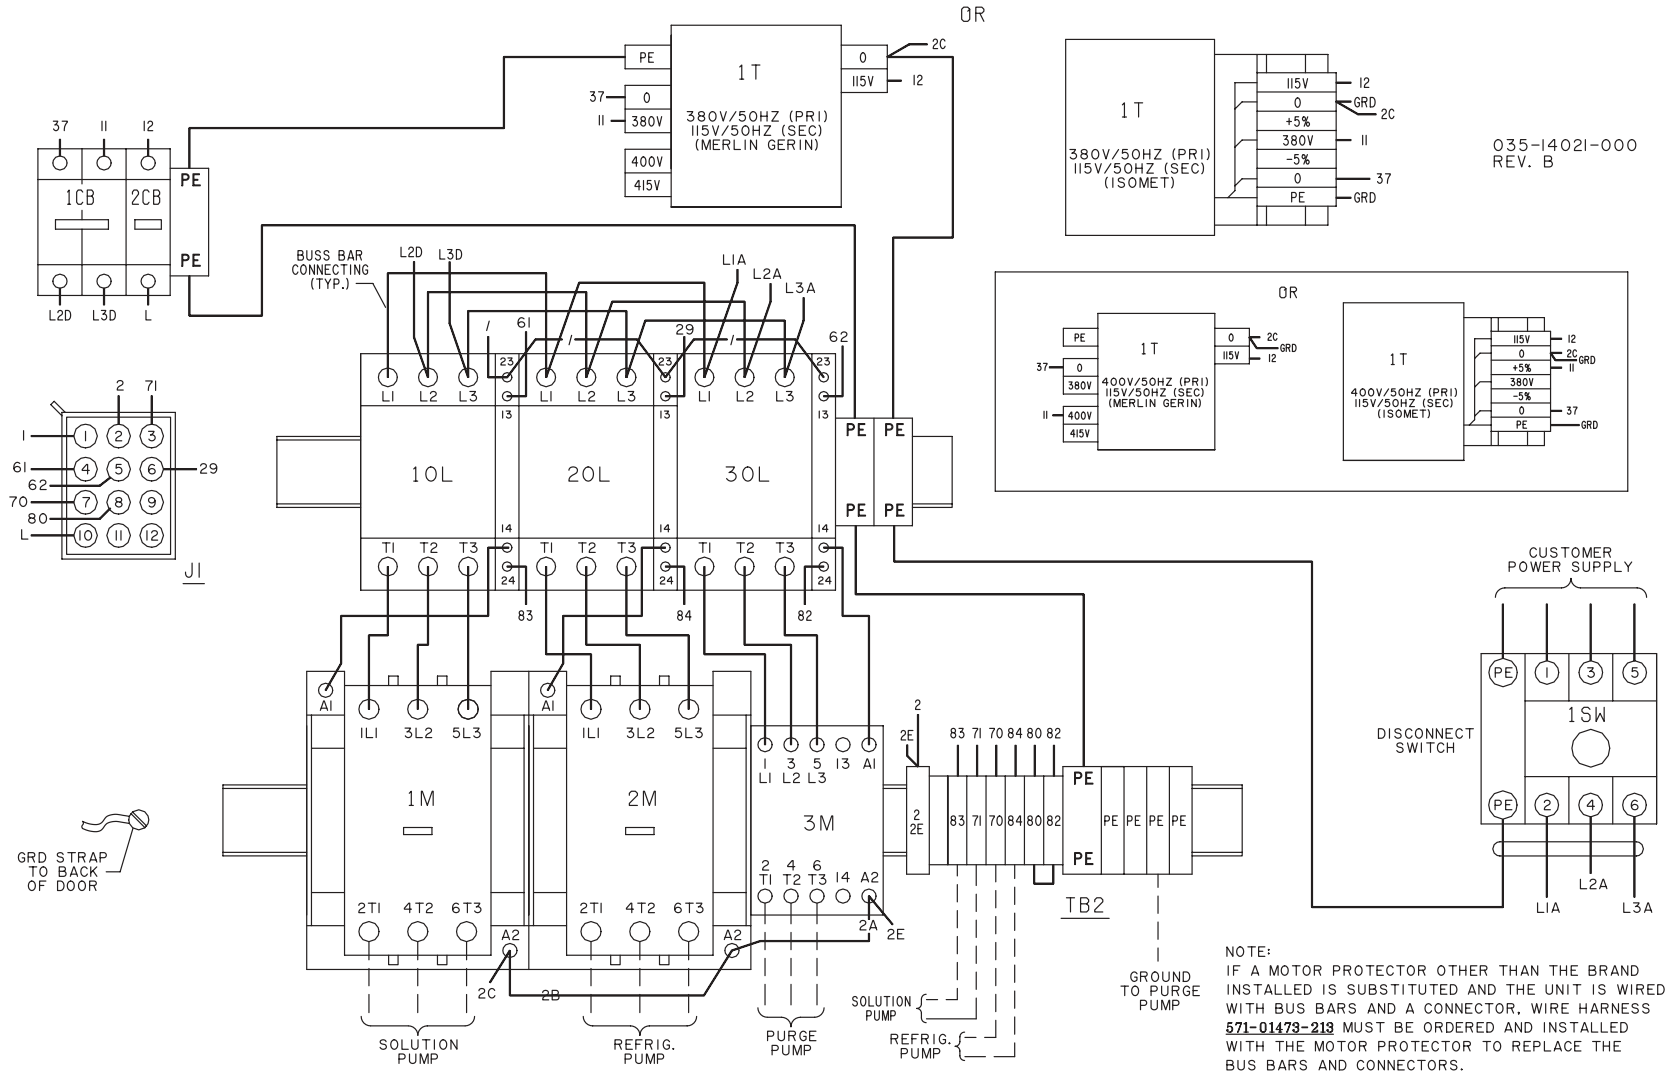 OR
1T
380V/50HZ (PRI)
115V/50HZ (SEC)
(MERLIN GERIN)
PE
37 0
11 380V
400V
415V
0 2C
115V 12
1T
380V/50HZ (PRI)
115V/50HZ (SEC)
(ISOMET)
115V 12
0 GRD
2C
+5%
380V 11
-5%
0 37
PE GRD
035-14021-000
REV. B
37 11 12
1CB 2CB
PE
PE
L2D L3D L
BUSS BAR
CONNECTING
(TYP.)
L2D L3D
L1A
L2A
L3A
/ 61 / 29 / 62
23 23 23
L1 L2 L3 L1 L2 L3 L1 L2 L3
13 13 13
10L 20L 30L
PE PE
PE PE
14 14 14
T1 T2 T3 T1 T2 T3 T1 T2 T3
24 24 24
83 84 82
OR
PE
37 0
380V
11 400V
415V
1T
400V/50HZ (PRI)
115V/50HZ (SEC)
(MERLIN GERIN)
0 2C
GRD
115V 12
1T
400V/50HZ (PRI)
115V/50HZ (SEC)
(ISOMET)
115V 12
0 2C
GRD
+5% 11
380V
-5%
0 37
PE GRD
2 71
1 1 2 3
61 4 5 6 29
62
70 7 8 9
80
L 10 11 12
J1
CUSTOMER
POWER SUPPLY
PE 1 3 5
1SW
DISCONNECT
SWITCH
PE 2 4 6
L1A
L2A
L3A
A1 A1
1L1 3L2 5L3 1L1 3L2 5L3
1M 2M
2T1 4T2 6T3 2T1 4T2 6T3
A2 A2
2C 2B
1 3 5 13 A1
L1 L2 L3
3M
2 4 6 14 A2
T1 T2 T3
2A 2E
2
2E
83 71 70 84 80 82
2
2E
83 71 70 84 80 82
PE
PE PE PE PE
PE
TB2
GRD STRAP
TO BACK
OF DOOR
SOLUTION
PUMP
REFRIG.
PUMP
PURGE
PUMP
SOLUTION
PUMP
REFRIG.
PUMP
GROUND
TO PURGE
PUMP
NOTE:
IF A MOTOR PROTECTOR OTHER THAN THE BRAND
INSTALLED IS SUBSTITUTED AND THE UNIT IS WIRED
WITH BUS BARS AND A CONNECTOR, WIRE HARNESS
571-01473-213 MUST BE ORDERED AND INSTALLED
WITH THE MOTOR PROTECTOR TO REPLACE THE
BUS BARS AND CONNECTORS.